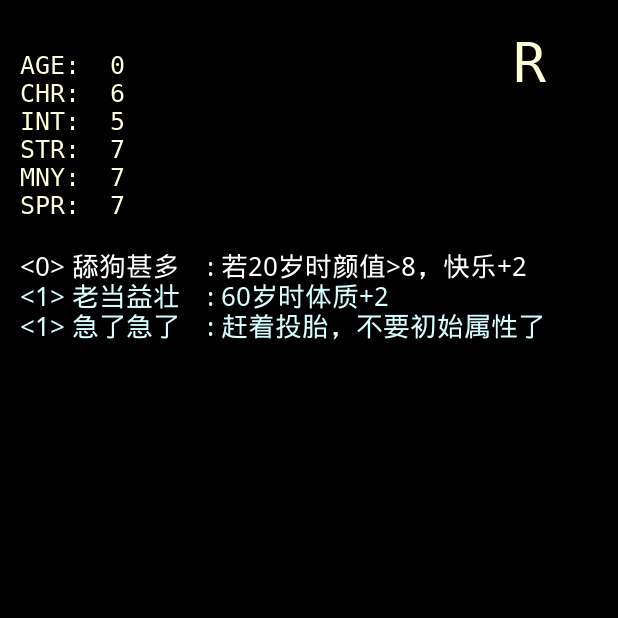 R
AGE: 0
CHR: 6
INT: 5
STR: 7
MNY: 7
SPR: 7
<0> 舔狗甚多 : 若20岁时颜值>8，快乐+2
<1> 老当益壮 : 60岁时体质+2
<1> 急了急了 : 赶着投胎，不要初始属性了